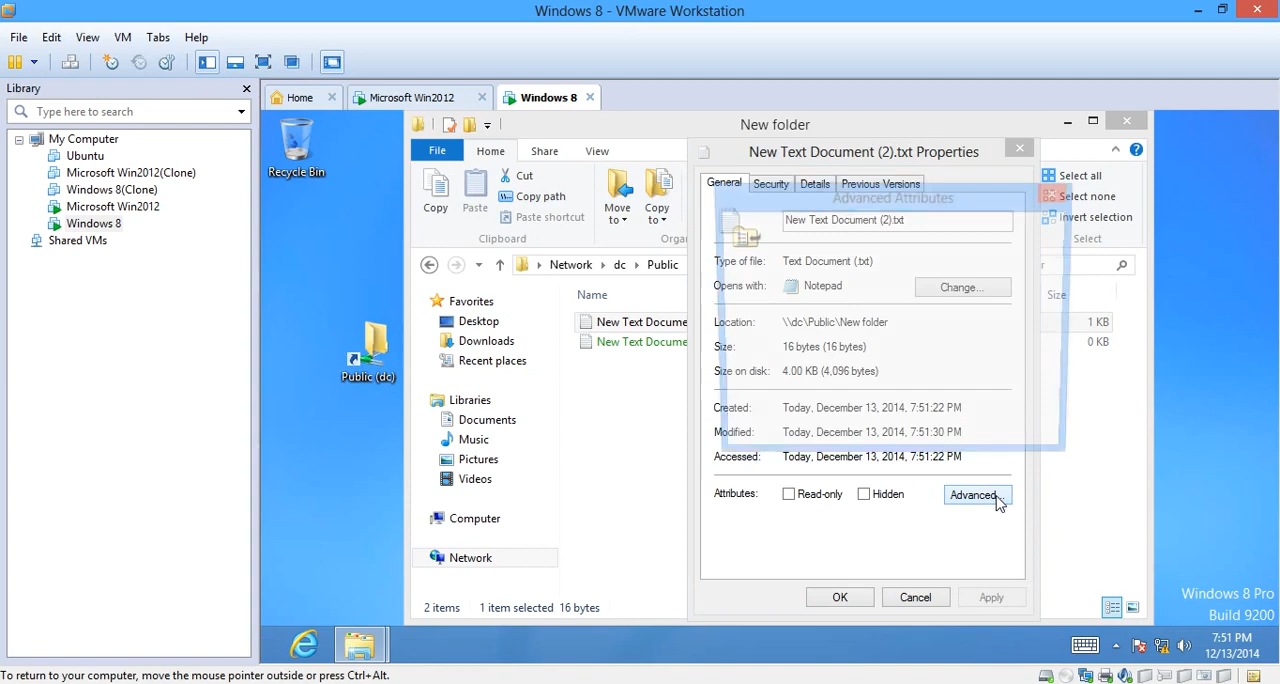 Windows 8 - VMware Workstation
File Edit View VM Tabs Help
Library
Type here to search
My Computer
Ubuntu
Microsoft Win2012(Clone)
Windows 8(Clone)
Microsoft Win2012
Windows 8
Shared VMs
Home
Microsoft Win2012
Windows 8
Recycle Bin
Public (dc)
New folder
File Home Share View
Copy
Paste
Cut
Copy path
Paste shortcut
Clipboard
Move to
Copy to
Orga
Select all
Select none
Invert selection
Select
Network dc Public
Favorites
Desktop
Downloads
Recent places
Libraries
Documents
Music
Pictures
Videos
Computer
Network
Name
Size
New Text Docume
1 KB
New Text Docume
0 KB
2 items 1 item selected 16 bytes
New Text Document (2).txt Properties
General Security Details Previous Versions
Advanced Attributes
New Text Document (2).txt
Type of file: Text Document (.txt)
Opens with: Notepad
Change...
Location: \\dc\Public\New folder
Size: 16 bytes (16 bytes)
Size on disk: 4.00 KB (4,096 bytes)
Created: Today, December 13, 2014, 7:51:22 PM
Modified: Today, December 13, 2014, 7:51:30 PM
Accessed: Today, December 13, 2014, 7:51:22 PM
Attributes: Read-only Hidden Advanced...
OK Cancel Apply
Windows 8 Pro
Build 9200
7:51 PM
12/13/2014
To return to your computer, move the mouse pointer outside or press Ctrl+Alt.